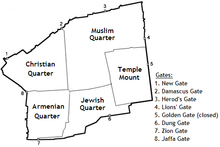 Muslim
Quarter
Christian
Quarter
Temple
Mount
Armenian
Quarter
Jewish
Quarter
1
2
3
4
5
6
7
8
Gates:
1. New Gate
2. Damascus Gate
3. Herod's Gate
4. Lions' Gate
5. Golden Gate (closed)
6. Dung Gate
7. Zion Gate
8. Jaffa Gate